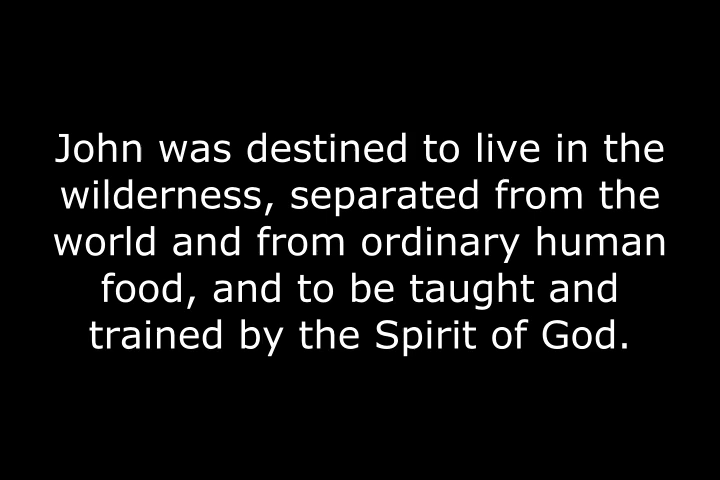 John was destined to live in the
wilderness, separated from the
world and from ordinary human
food, and to be taught and
trained by the Spirit of God.